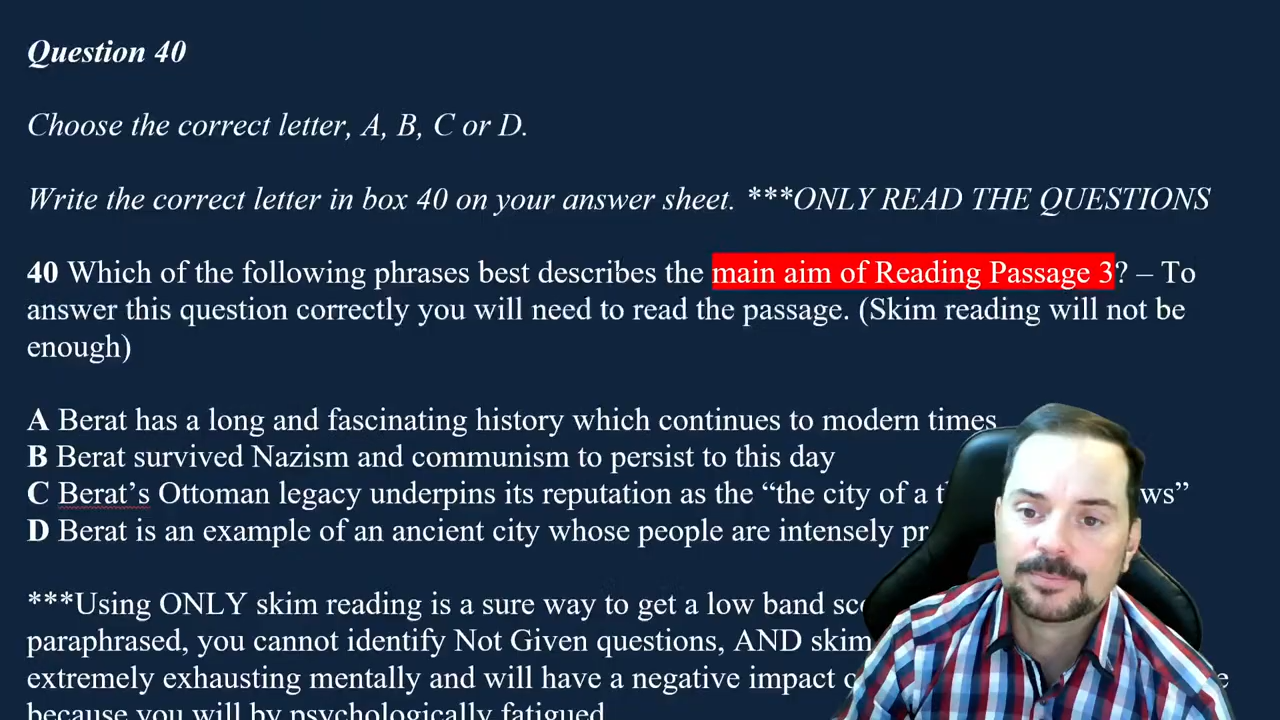 Question 40
Choose the correct letter, A, B, C or D.
Write the correct letter in box 40 on your answer sheet. ***ONLY READ THE QUESTIONS
40 Which of the following phrases best describes the main aim of Reading Passage 3? – To
answer this question correctly you will need to read the passage. (Skim reading will not be
enough)
A Berat has a long and fascinating history which continues to modern times
B Berat survived Nazism and communism to persist to this day
C Berat's Ottoman legacy underpins its reputation as the “the city of a
D Berat is an example of an ancient city whose people are intensely
***Using ONLY skim reading is a sure way to get a low band
paraphrased, you cannot identify Not Given questions, AND skim
extremely exhausting mentally and will have a negative impact
because you will by psychologically fatigued